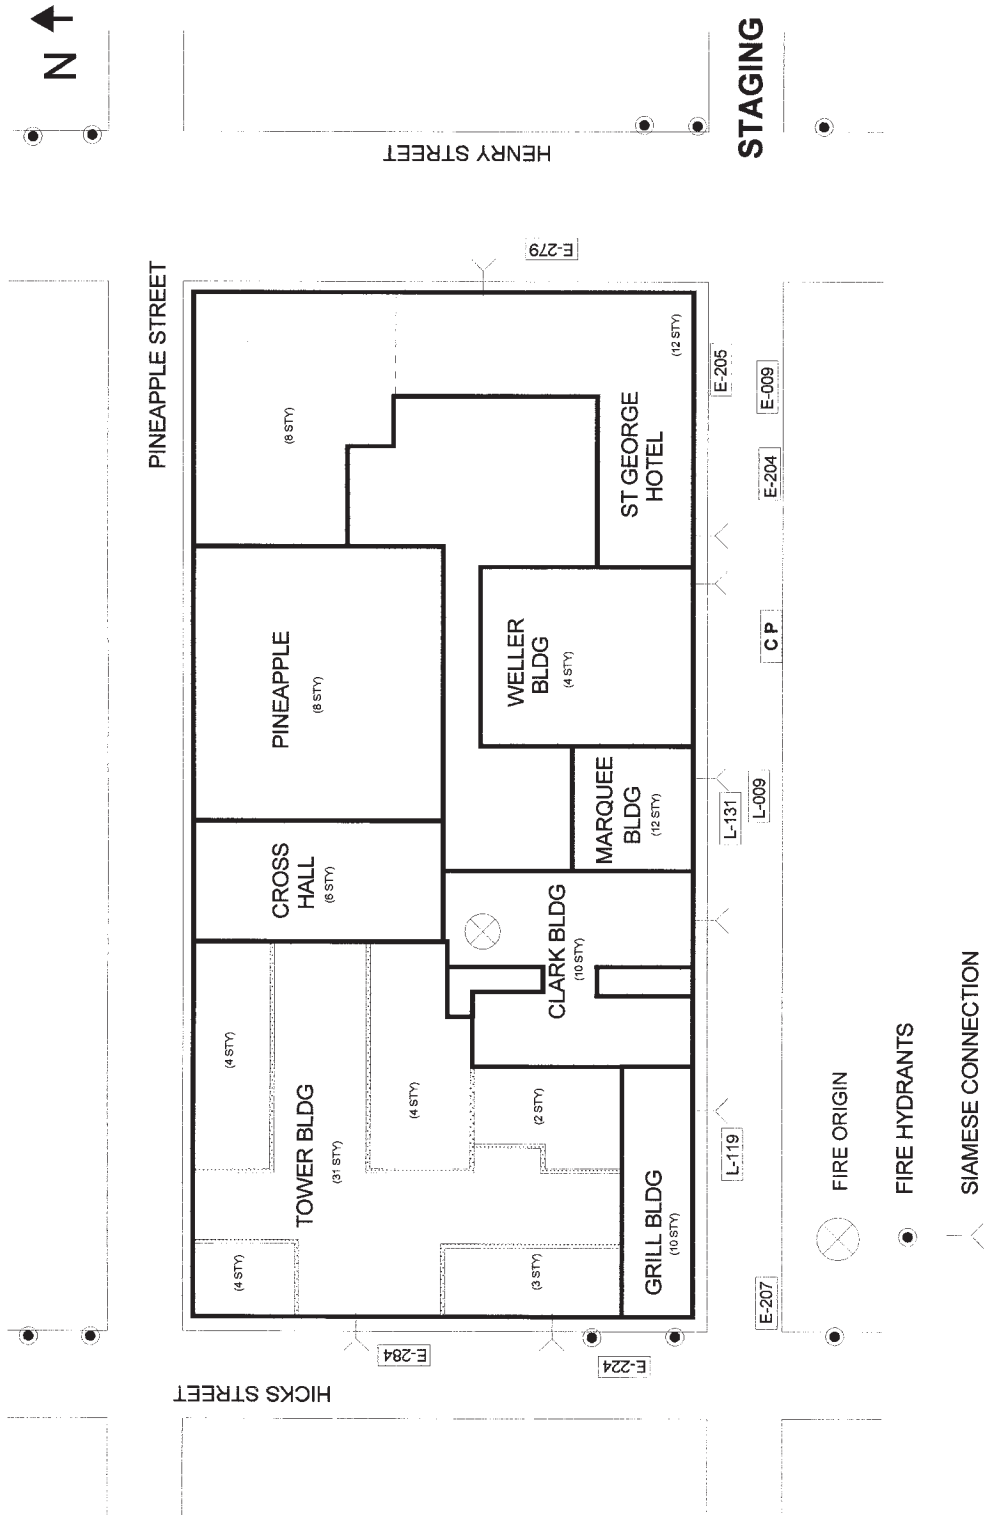 N
STAGING
HENRY STREET
E-279
PINEAPPLE STREET
(8 STY)
(12 STY)
ST GEORGE
HOTEL
E-205
E-009
E-204
PINEAPPLE
(8 STY)
WELLER
BLDG
(4 STY)
C P
CROSS
HALL
(6 STY)
MARQUEE
BLDG
(12 STY)
L-131
L-009
CLARK BLDG
(10 STY)
(4 STY)
TOWER BLDG
(31 STY)
(4 STY)
(2 STY)
(4 STY)
(3 STY)
GRILL BLDG
(10 STY)
L-119
E-207
E-284
E-224
HICKS STREET
FIRE ORIGIN
FIRE HYDRANTS
SIAMESE CONNECTION